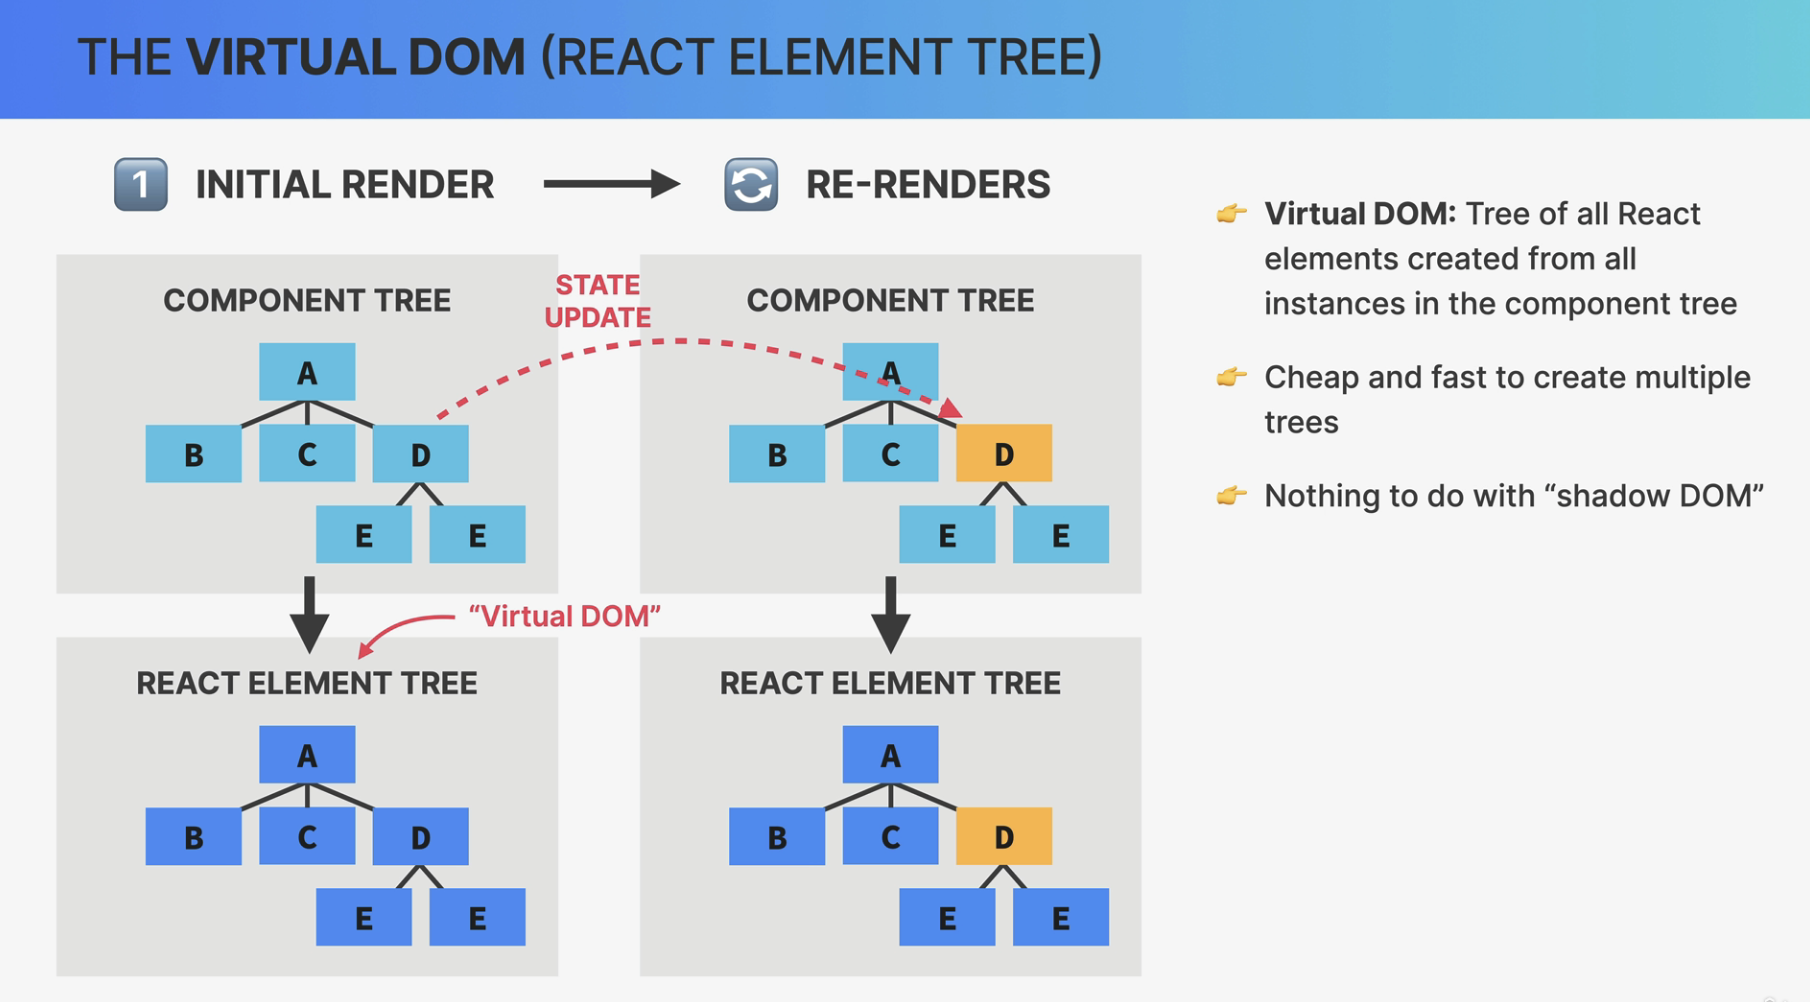 THE VIRTUAL DOM (REACT ELEMENT TREE)
1 INITIAL RENDER
RE-RENDERS
COMPONENT TREE
A
B C D
E E
STATE
UPDATE
COMPONENT TREE
A
B C D
E E
“Virtual DOM”
REACT ELEMENT TREE
A
B C D
E E
REACT ELEMENT TREE
A
B C D
E E
Virtual DOM: Tree of all React
elements created from all
instances in the component tree
Cheap and fast to create multiple
trees
Nothing to do with “shadow DOM”